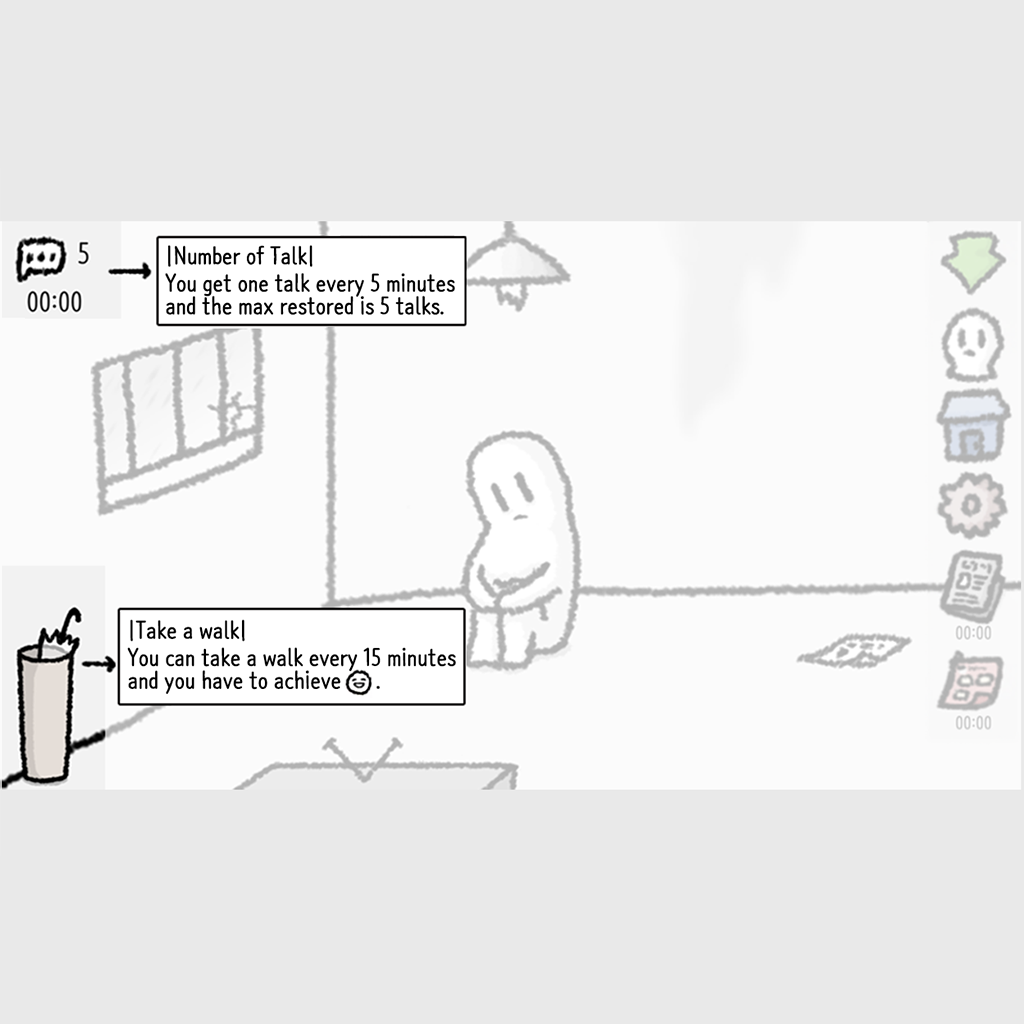 5
00:00
|Number of Talk|
You get one talk every 5 minutes
and the max restored is 5 talks.
|Take a walk|
You can take a walk every 15 minutes
and you have to achieve .
00:00
00:00